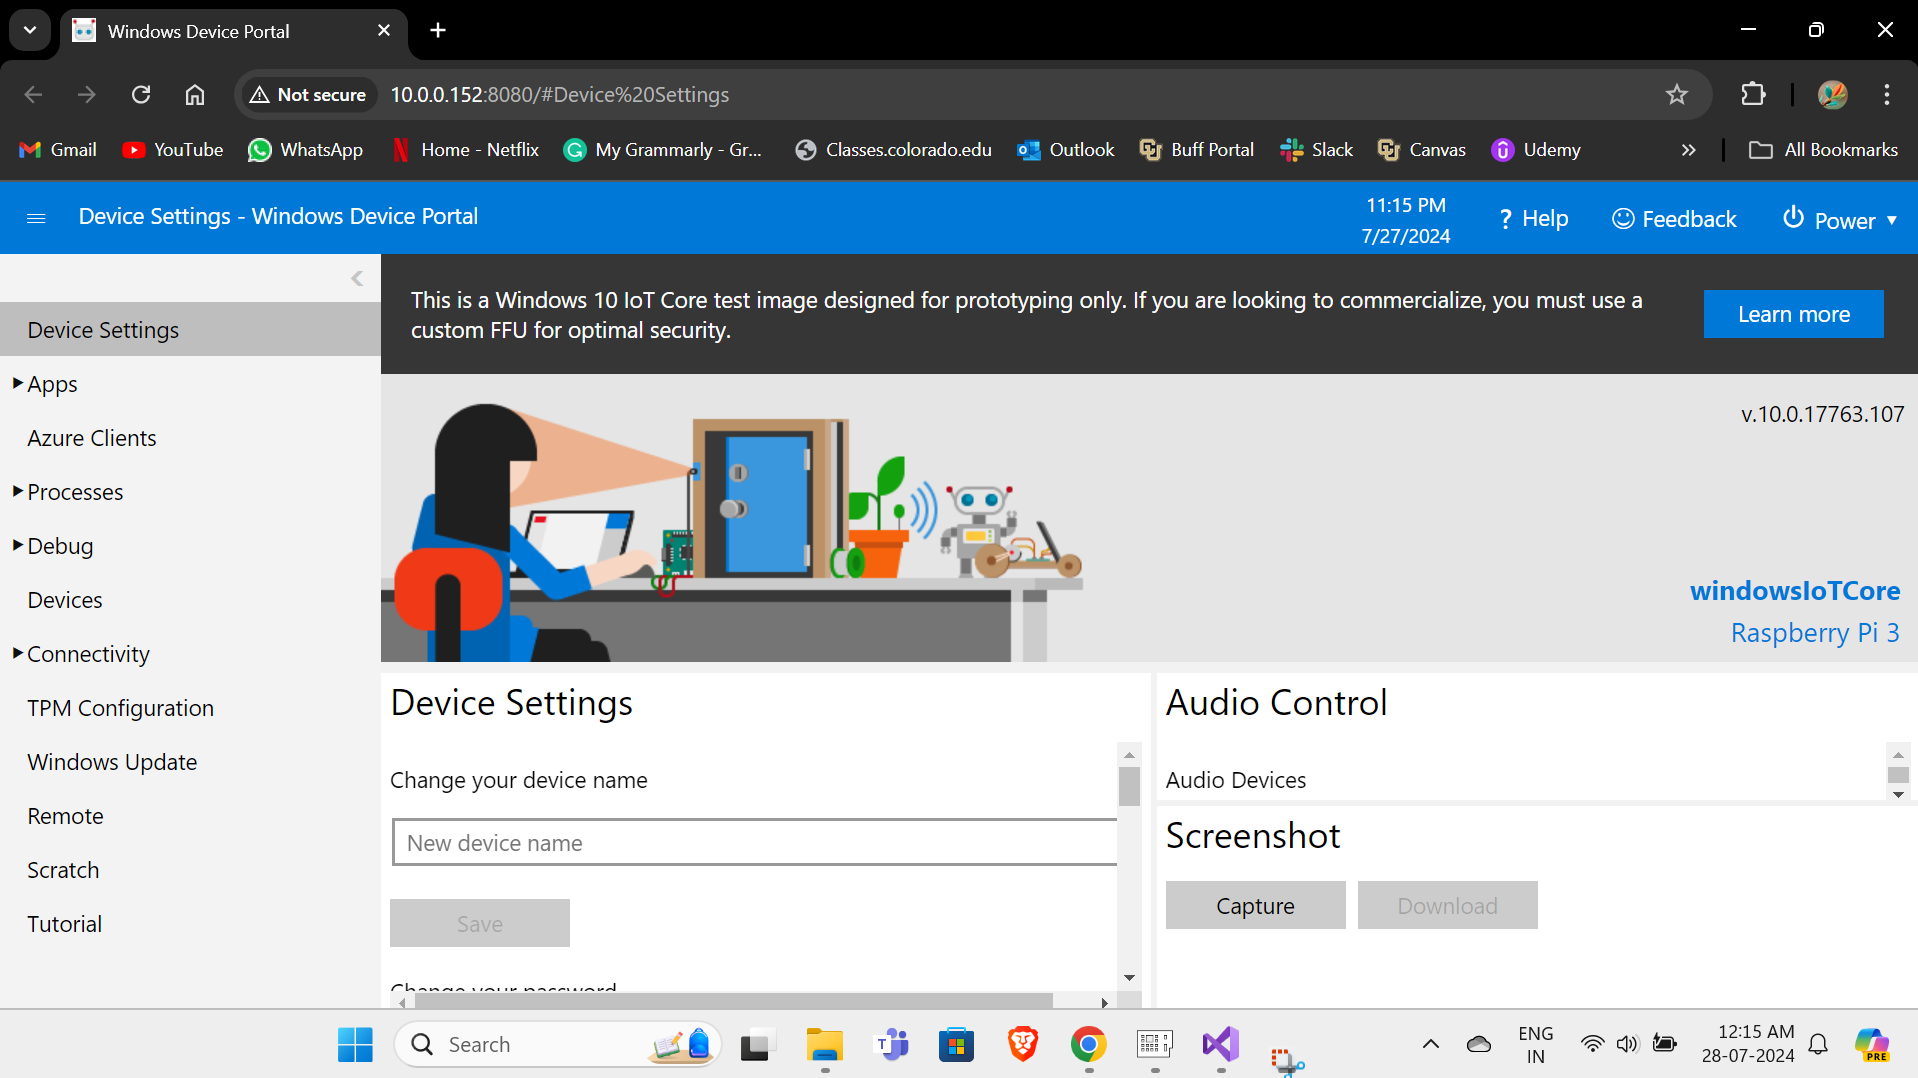 Windows Device Portal
Not secure
10.0.0.152:8080/#Device%20Settings
Gmail
YouTube
WhatsApp
Home - Netflix
My Grammarly - Gr...
Classes.colorado.edu
Outlook
Buff Portal
Slack
Canvas
Udemy
All Bookmarks
Device Settings - Windows Device Portal
11:15 PM
7/27/2024
? Help
Feedback
Power
Device Settings
Apps
Azure Clients
Processes
Debug
Devices
Connectivity
TPM Configuration
Windows Update
Remote
Scratch
Tutorial
This is a Windows 10 IoT Core test image designed for prototyping only. If you are looking to commercialize, you must use a
custom FFU for optimal security.
Learn more
v.10.0.17763.107
windowsIoTCore
Raspberry Pi 3
Device Settings
Change your device name
New device name
Save
Change your password
Audio Control
Audio Devices
Screenshot
Capture
Download
Search
ENG
IN
12:15 AM
28-07-2024
PRE